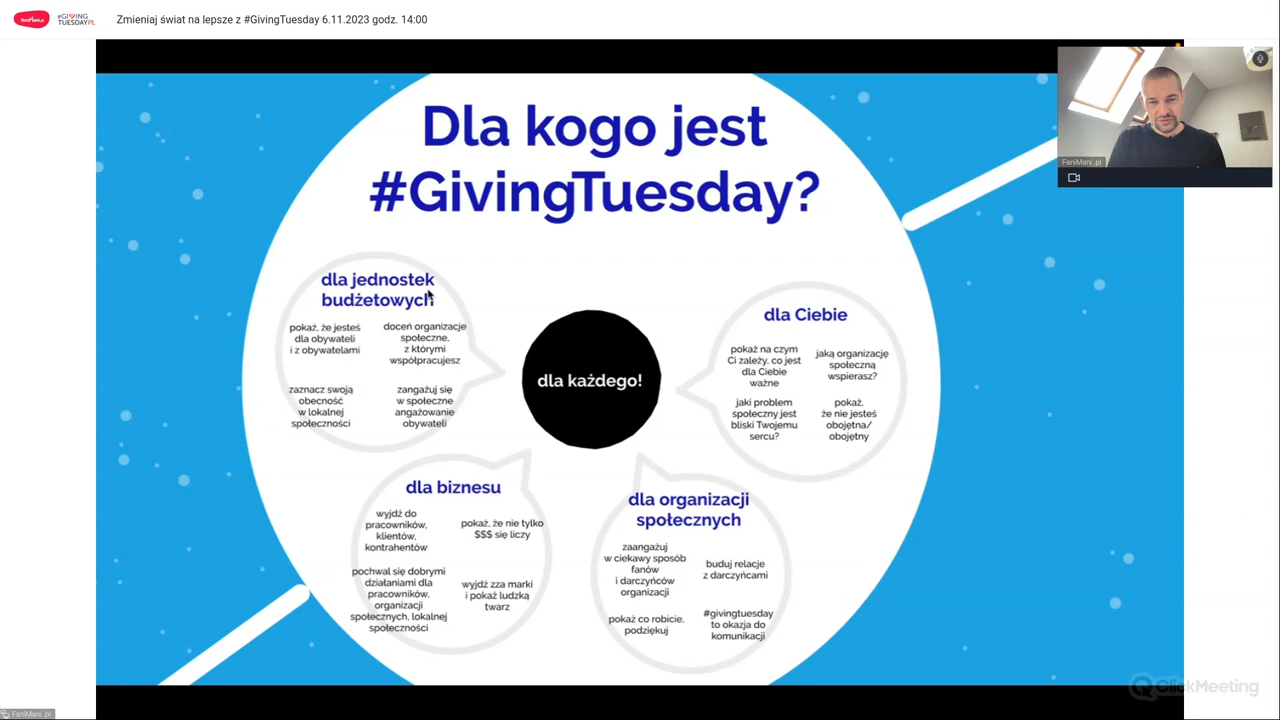 FaniMani.pl
#GIVING
TUESDAYPL
Zmieniaj świat na lepsze z #GivingTuesday 6.11.2023 godz. 14:00
Dla kogo jest
#GivingTuesday?
dla jednostek
budżetowych
pokaż, że jesteś
dla obywateli
i z obywatelami
doceń organizacje
społeczne,
z którymi
współpracujesz
zaznacz swoją
obecność
w lokalnej
społeczności
zangażuj się
w społeczne
angażowanie
obywateli
dla każdego!
dla Ciebie
pokaż na czym
Ci zależy, co jest
dla Ciebie
ważne
jaką organizację
społeczną
wspierasz?
jaki problem
społeczny jest
bliski Twojemu
sercu?
pokaż,
że nie jesteś
obojętna/
obojętny
dla biznesu
wyjdź do
pracowników,
klientów,
kontrahentów
pokaż, że nie tylko
$$$ się liczy
pochwal się dobrymi
działaniami dla
pracowników,
organizacji
społecznych, lokalnej
społeczności
wyjdź zza marki
i pokaż ludzką
twarz
dla organizacji
społecznych
zaangażuj
w ciekawy sposób
fanów
i darczyńców
organizacji
buduj relacje
z darczyńcami
pokaż co robicie,
podziękuj
#givingtuesday
to okazja do
komunikacji
FaniMani .pl
ClickMeeting
FaniMani .pl